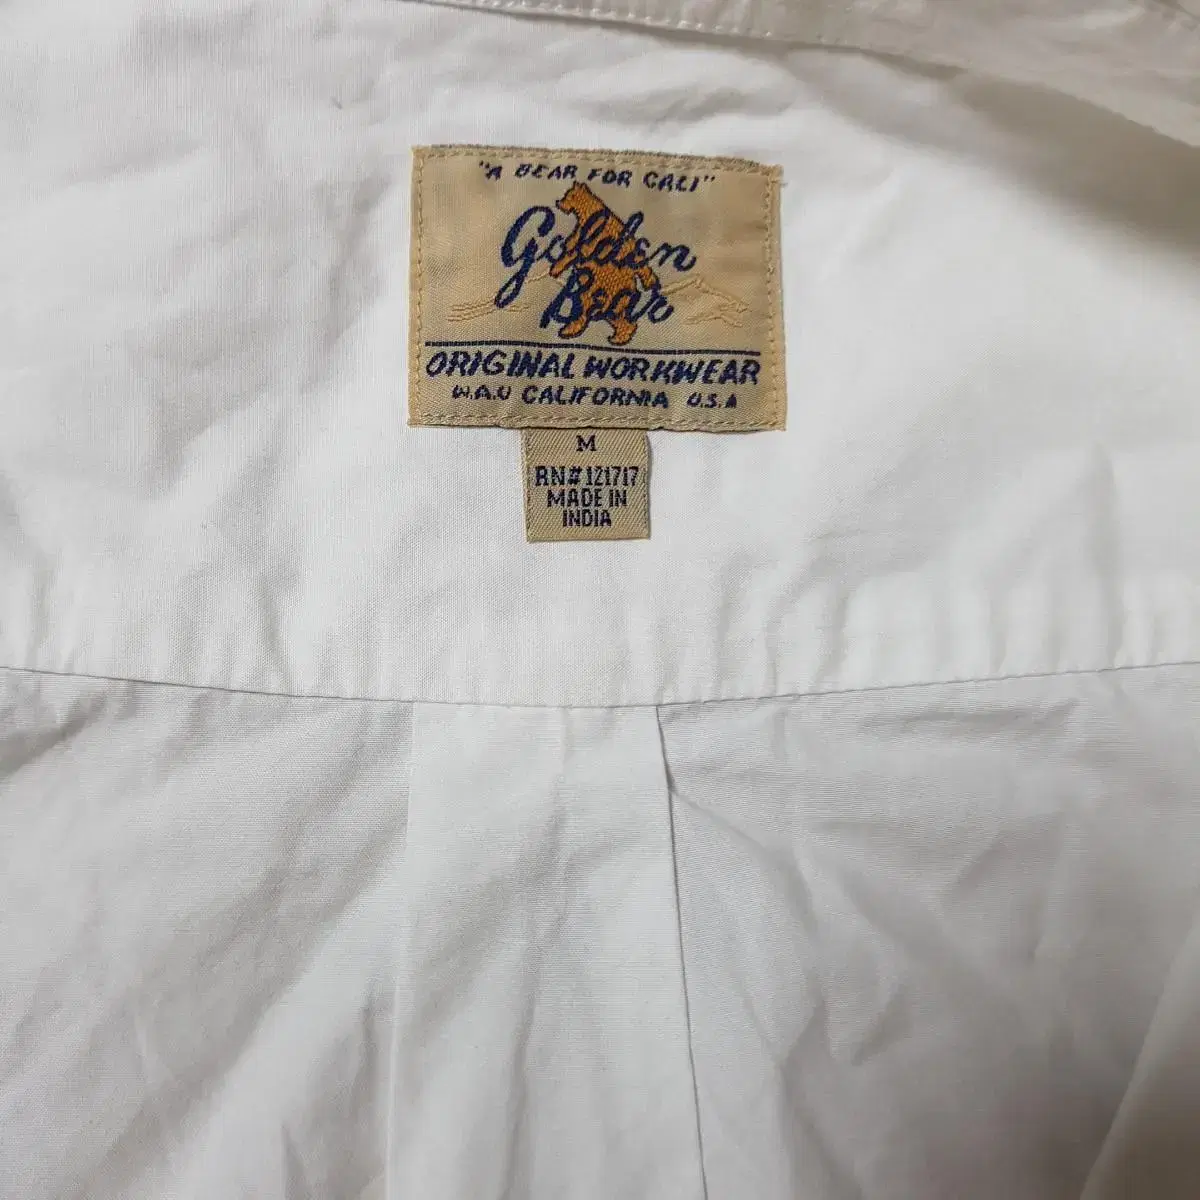 "A BEAR FOR CALI"
Golden
Bear
ORIGINAL WORKWEAR
W.A.U CALIFORNIA U.S.A
M
RN#121717
MADE IN
INDIA